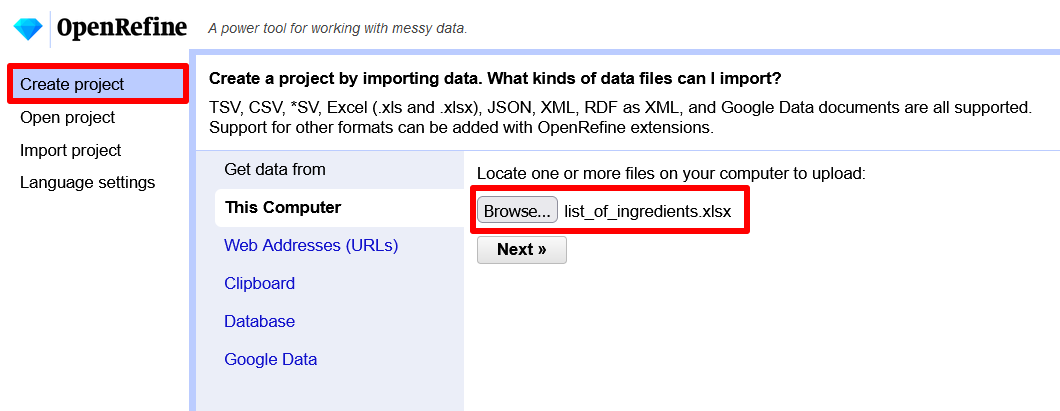 OpenRefine
A power tool for working with messy data.
Create project
Open project
Import project
Language settings
Create a project by importing data. What kinds of data files can I import?
TSV, CSV, *SV, Excel (.xls and .xlsx), JSON, XML, RDF as XML, and Google Data documents are all supported.
Support for other formats can be added with OpenRefine extensions.
Get data from
This Computer
Web Addresses (URLs)
Clipboard
Database
Google Data
Locate one or more files on your computer to upload:
Browse... list_of_ingredients.xlsx
Next »